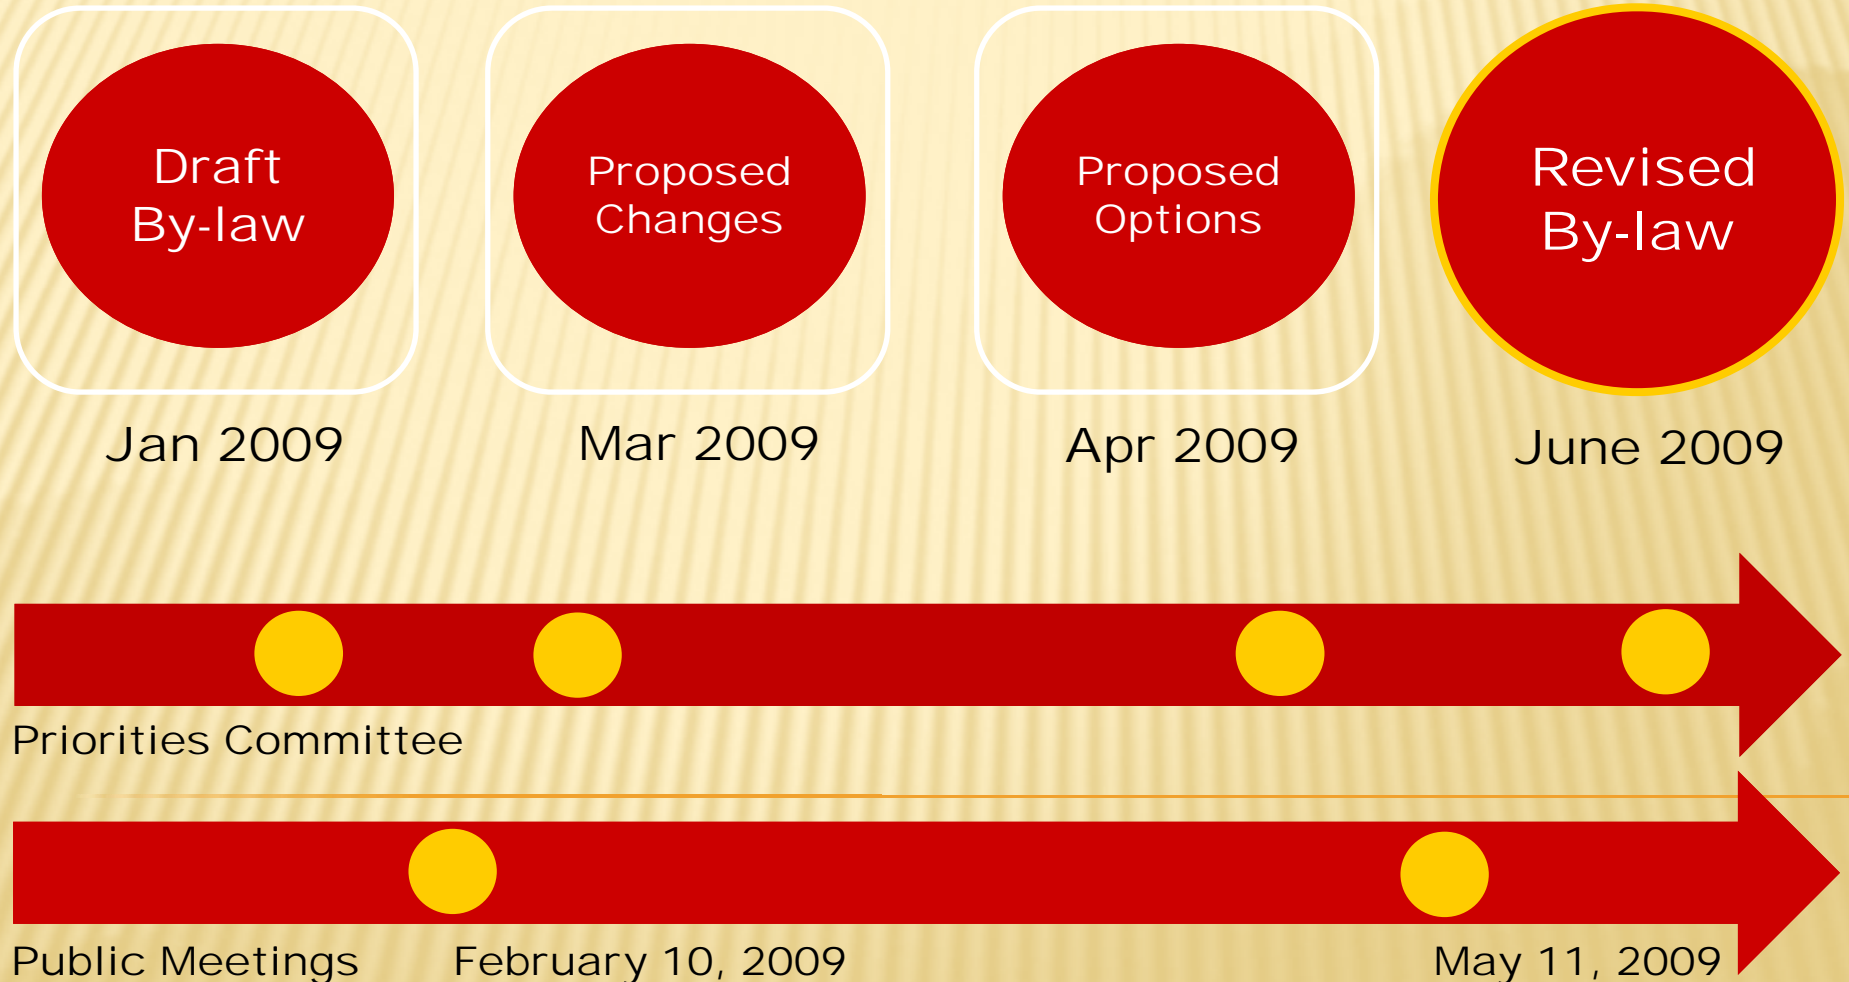 Draft
By-law
Proposed
Changes
Proposed
Options
Revised
By-law
Jan 2009
Mar 2009
Apr 2009
June 2009
Priorities Committee
Public Meetings
February 10, 2009
May 11, 2009